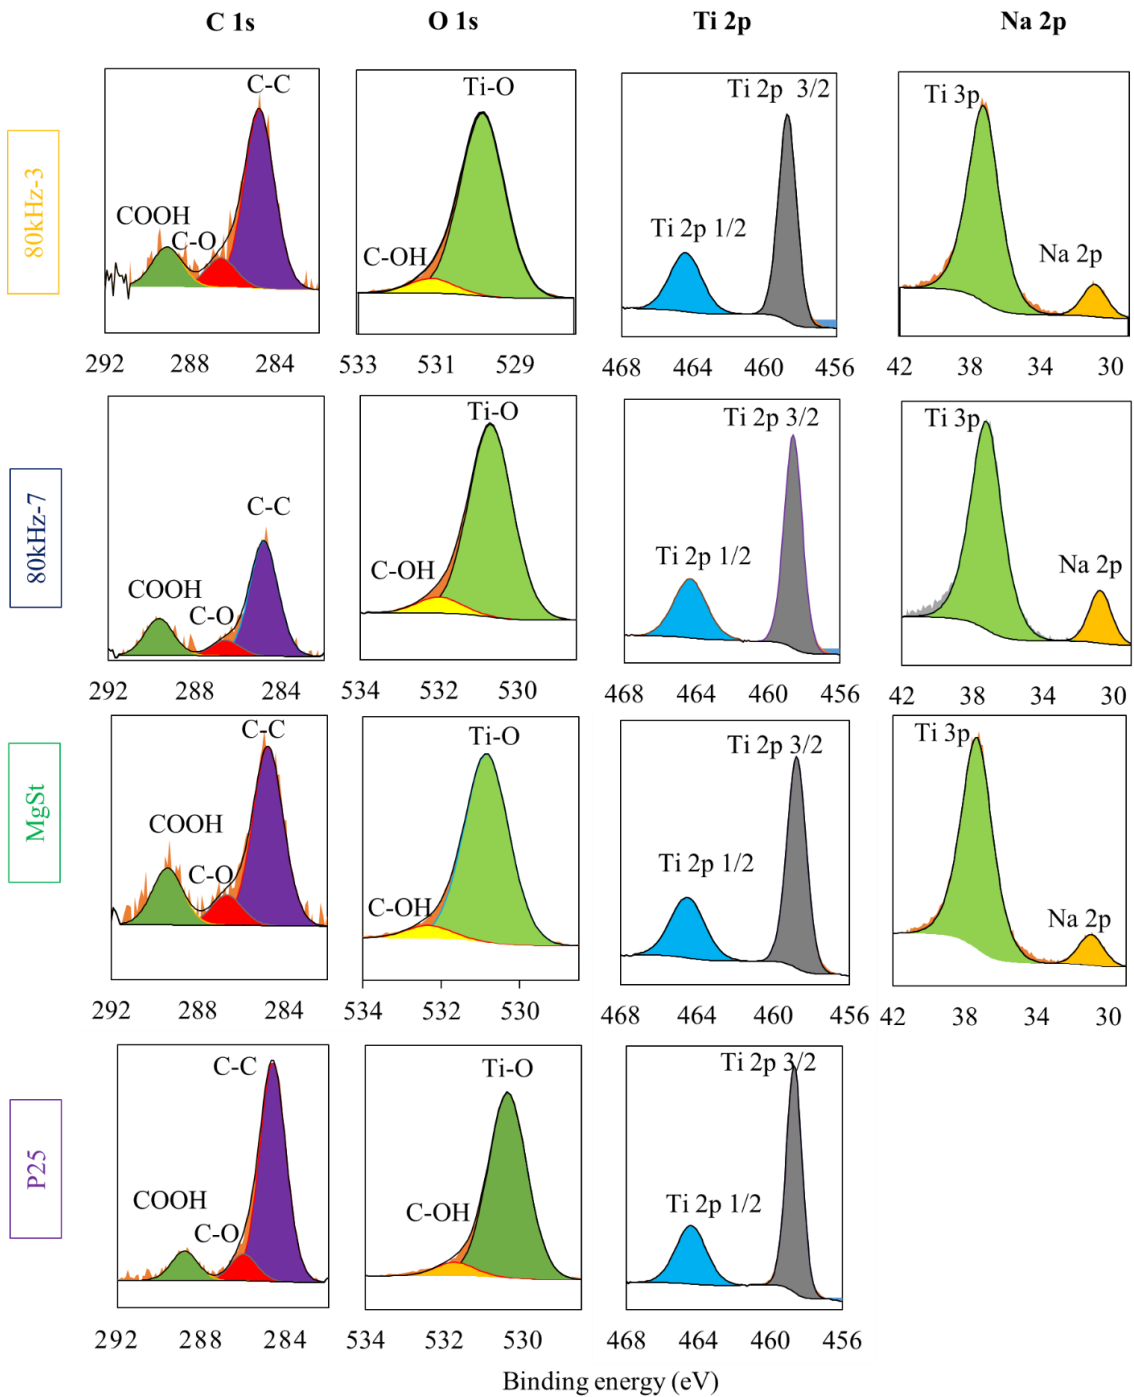 C 1s O 1s Ti 2p Na 2p
80kHz-3
C-C
COOH
C-O
292 288 284
Ti-O
C-OH
533 531 529
Ti 2p 3/2
Ti 2p 1/2
468 464 460 456
Ti 3p
Na 2p
42 38 34 30
80kHz-7
C-C
COOH
C-O
292 288 284
Ti-O
C-OH
534 532 530
Ti 2p 3/2
Ti 2p 1/2
468 464 460 456
Ti 3p
Na 2p
42 38 34 30
MgSt
C-C
COOH
C-O
292 288 284
Ti-O
C-OH
534 532 530
Ti 2p 3/2
Ti 2p 1/2
468 464 460 456
Ti 3p
Na 2p
42 38 34 30
P25
C-C
COOH
C-O
292 288 284
Ti-O
C-OH
534 532 530
Ti 2p 3/2
Ti 2p 1/2
468 464 460 456
Binding energy (eV)